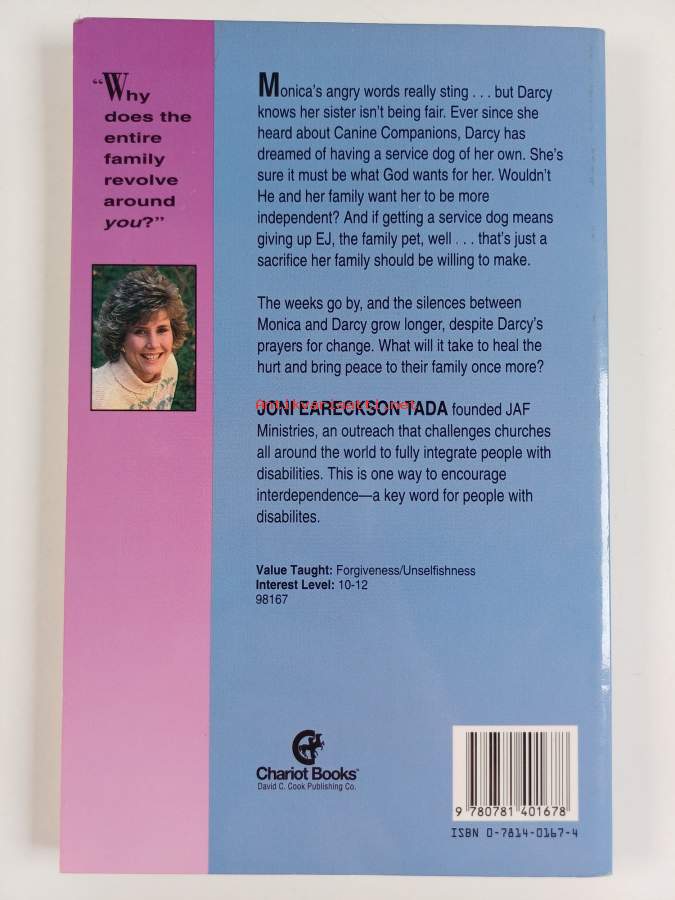 “Why
does the
entire
family
revolve
around
you?”
Monica's angry words really sting . . . but Darcy
knows her sister isn't being fair. Ever since she
heard about Canine Companions, Darcy has
dreamed of having a service dog of her own. She's
sure it must be what God wants for her. Wouldn't
He and her family want her to be more
independent? And if getting a service dog means
giving up EJ, the family pet, well . . . that's just a
sacrifice her family should be willing to make.
The weeks go by, and the silences between
Monica and Darcy grow longer, despite Darcy's
prayers for change. What will it take to heal the
hurt and bring peace to their family once more?
Antikvariaatti.net
JONI EARECKSON TADA founded JAF
Ministries, an outreach that challenges churches
all around the world to fully integrate people with
disabilities. This is one way to encourage
interdependence—a key word for people with
disabilites.
Value Taught: Forgiveness/Unselfishness
Interest Level: 10-12
98167
Chariot Books™
David C. Cook Publishing Co.
9 780781 401678
ISBN 0-7814-0167-4